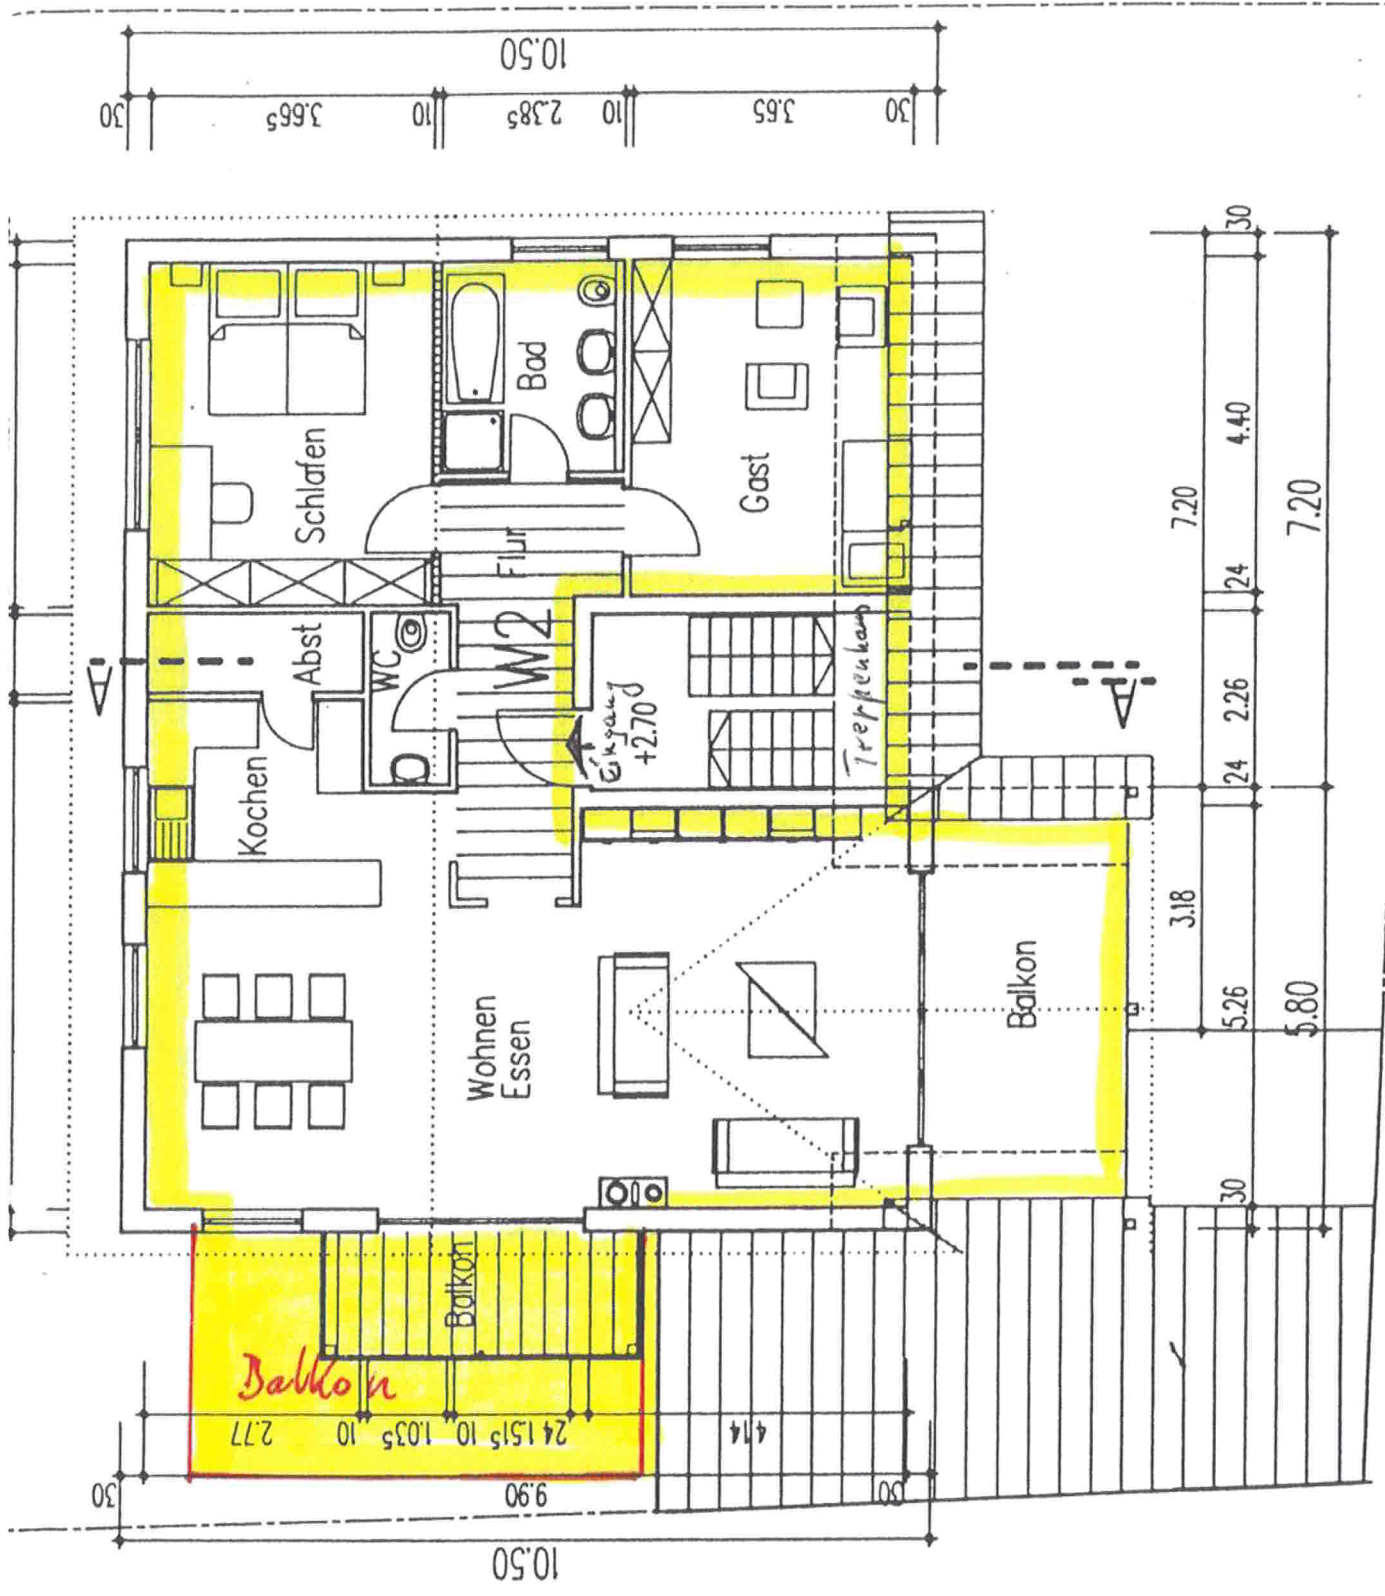 10.50
30
3.66⁵
10
2.38⁵
10
3.65
30
Schlafen
Bad
Gast
Flur
W2
Abst
WC
Kochen
Eingang
+2.70
Treppenhaus
A
A
Wohnen
Essen
Balkon
Balkon
Balkon
30
4.40
24
2.26
24
5.26
30
7.20
3.18
7.20
5.80
2.77
10
1.03⁵
10
1.51⁵
24
4.14
30
9.90
30
10.50